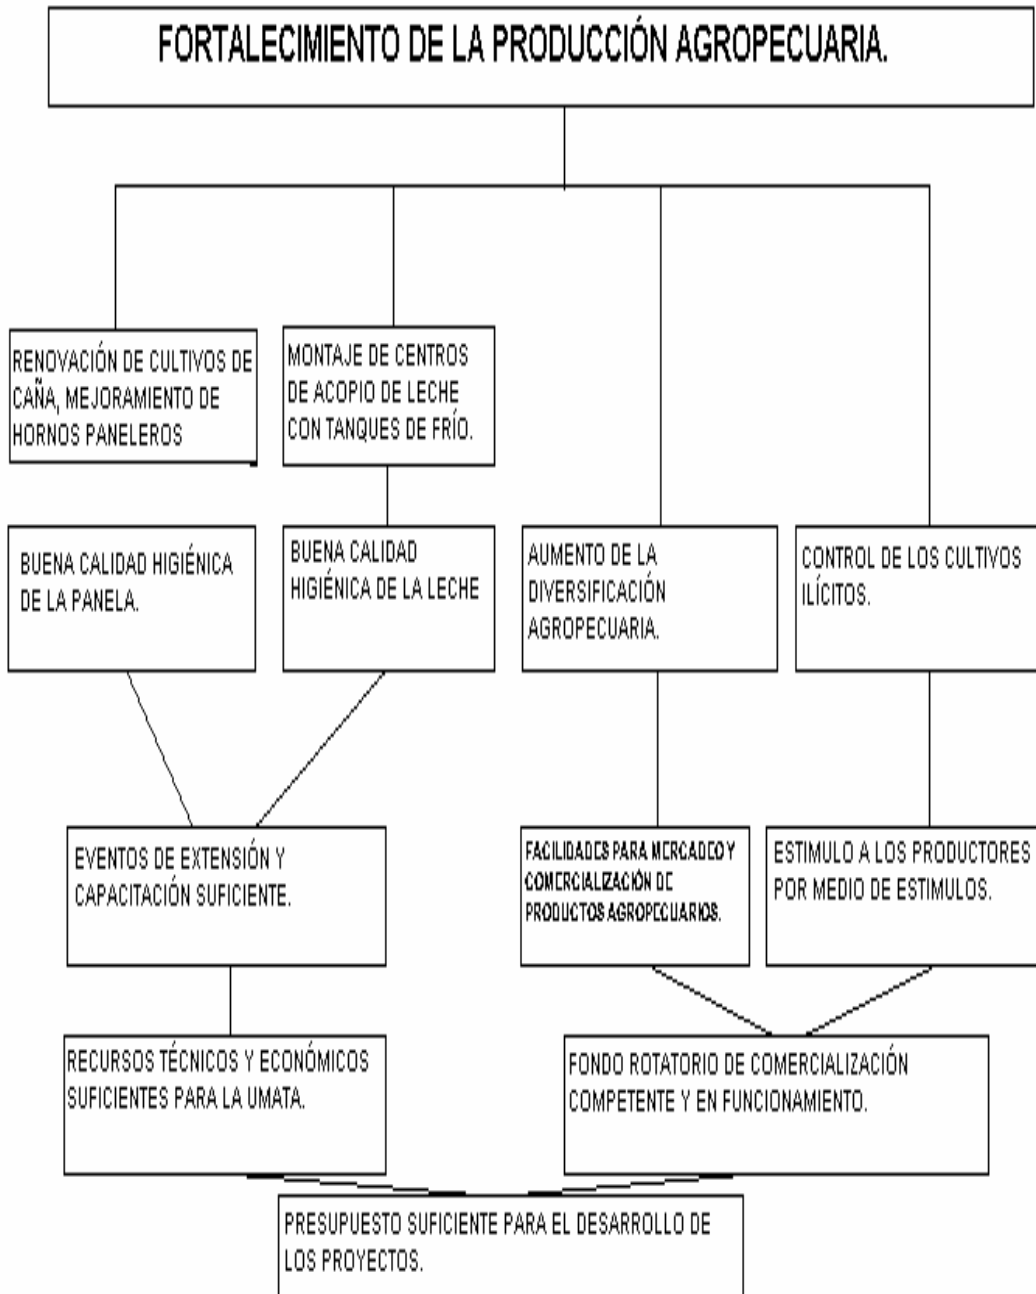 FORTALECIMIENTO DE LA PRODUCCIÓN AGROPECUARIA.
RENOVACIÓN DE CULTIVOS DE
CAÑA, MEJORAMIENTO DE
HORNOS PANELEROS
MONTAJE DE CENTROS
DE ACOPIO DE LECHE
CON TANQUES DE FRÍO.
BUENA CALIDAD HIGIÉNICA
DE LA PANELA.
BUENA CALIDAD
HIGIÉNICA DE LA LECHE
AUMENTO DE LA
DIVERSIFICACIÓN
AGROPECUARIA.
CONTROL DE LOS CULTIVOS
ILÍCITOS.
EVENTOS DE EXTENSIÓN Y
CAPACITACIÓN SUFICIENTE.
FACILIDADES PARA MERCADEO Y
COMERCIALIZACIÓN DE
PRODUCTOS AGROPECUARIOS.
ESTIMULO A LOS PRODUCTORES
POR MEDIO DE ESTIMULOS.
RECURSOS TÉCNICOS Y ECONÓMICOS
SUFICIENTES PARA LA UMATA.
FONDO ROTATORIO DE COMERCIALIZACIÓN
COMPETENTE Y EN FUNCIONAMIENTO.
PRESUPUESTO SUFICIENTE PARA EL DESARROLLO DE
LOS PROYECTOS.